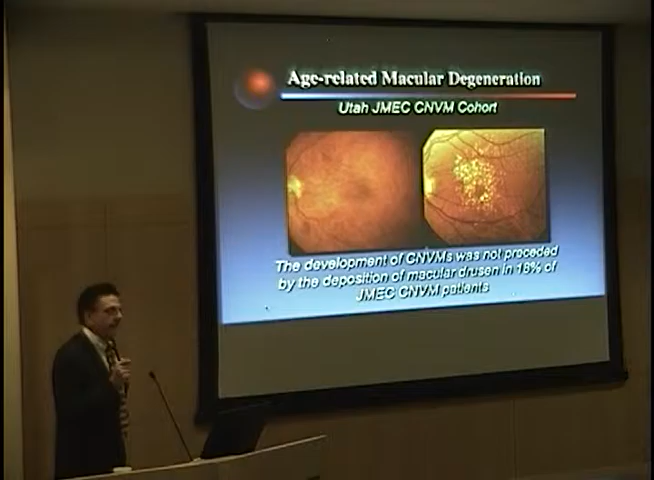 Age-related Macular Degeneration
Utah JMEC CNVM Cohort
The development of CNVMs was not preceded
by the deposition of macular drusen in 18% of
JMEC CNVM patients